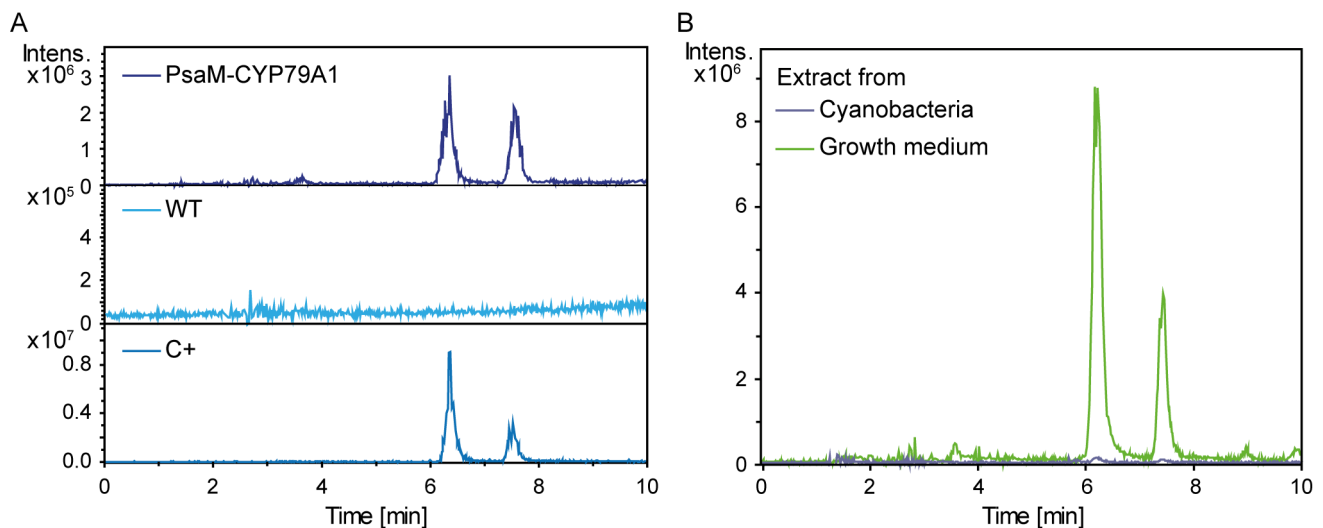 A
Intens.
x10⁶
PsaM-CYP79A1
3
2
1
0
x10⁵
WT
4
2
0
x10⁷
C+
0.8
0.4
0.0
0 2 4 6 8 10
Time [min]
B
Intens.
x10⁶
Extract from
Cyanobacteria
Growth medium
8
6
4
2
0
0 2 4 6 8 10
Time [min]